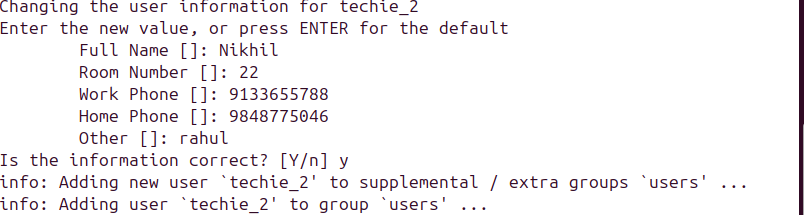 Changing the user information for techie_2
Enter the new value, or press ENTER for the default
Full Name []: Nikhil
Room Number []: 22
Work Phone []: 9133655788
Home Phone []: 9848775046
Other []: rahul
Is the information correct? [Y/n] y
info: Adding new user `techie_2' to supplemental / extra groups `users' ...
info: Adding user `techie_2' to group `users' ...